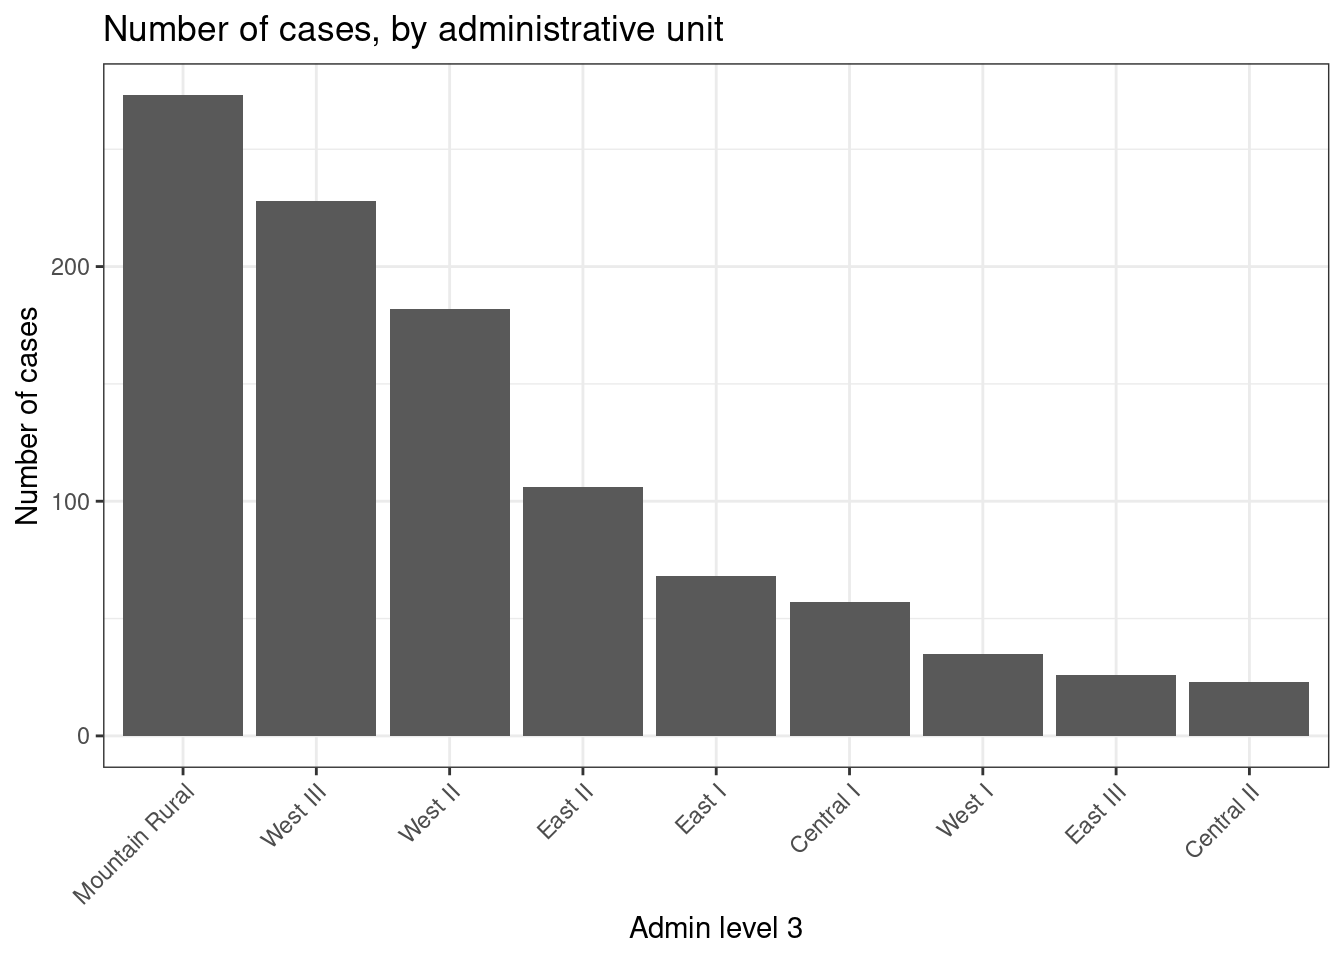 Number of cases, by administrative unit
Number of cases
200
100
0
Mountain Rural
West III
West II
East II
East I
Central I
West I
East III
Central II
Admin level 3